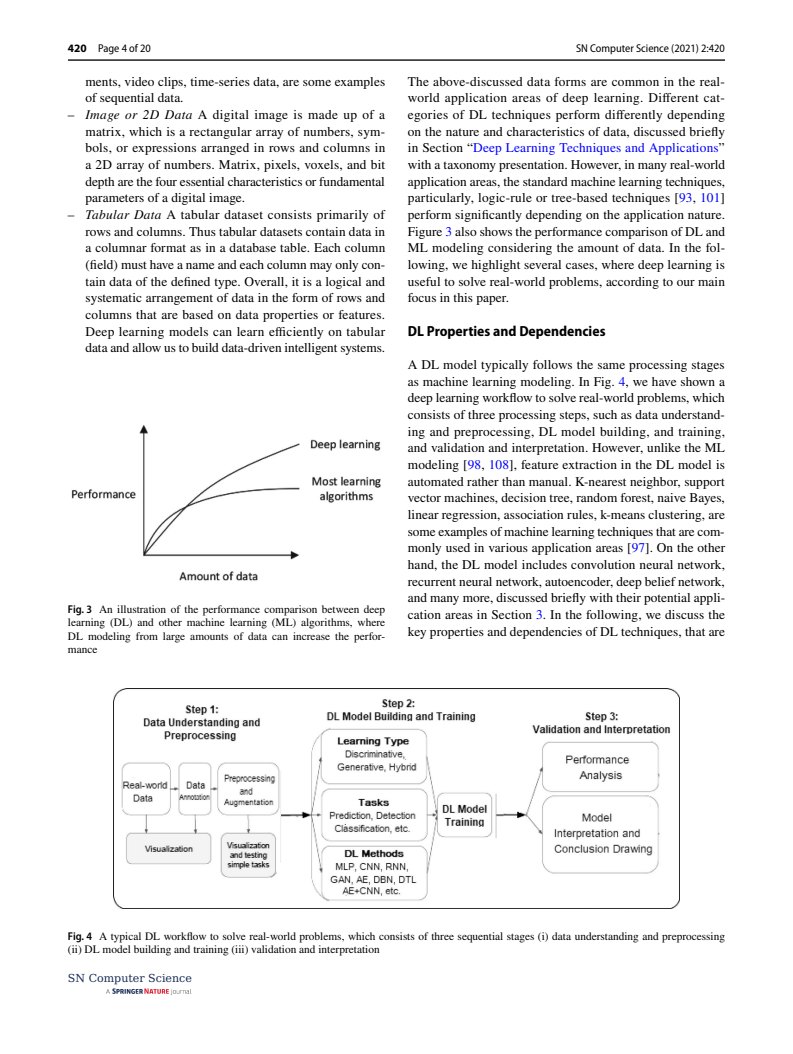 420 Page 4 of 20
SN Computer Science (2021) 2:420
ments, video clips, time-series data, are some examples
of sequential data.
– Image or 2D Data A digital image is made up of a
matrix, which is a rectangular array of numbers, sym-
bols, or expressions arranged in rows and columns in
a 2D array of numbers. Matrix, pixels, voxels, and bit
depth are the four essential characteristics or fundamental
parameters of a digital image.
– Tabular Data A tabular dataset consists primarily of
rows and columns. Thus tabular datasets contain data in
a columnar format as in a database table. Each column
(field) must have a name and each column may only con-
tain data of the defined type. Overall, it is a logical and
systematic arrangement of data in the form of rows and
columns that are based on data properties or features.
Deep learning models can learn efficiently on tabular
data and allow us to build data-driven intelligent systems.
Deep learning
Most learning
algorithms
Performance
Amount of data
Fig. 3 An illustration of the performance comparison between deep
learning (DL) and other machine learning (ML) algorithms, where
DL modeling from large amounts of data can increase the perfor-
mance
The above-discussed data forms are common in the real-
world application areas of deep learning. Different cat-
egories of DL techniques perform differently depending
on the nature and characteristics of data, discussed briefly
in Section “Deep Learning Techniques and Applications”
with a taxonomy presentation. However, in many real-world
application areas, the standard machine learning techniques,
particularly, logic-rule or tree-based techniques [93, 101]
perform significantly depending on the application nature.
Figure 3 also shows the performance comparison of DL and
ML modeling considering the amount of data. In the fol-
lowing, we highlight several cases, where deep learning is
useful to solve real-world problems, according to our main
focus in this paper.
DL Properties and Dependencies
A DL model typically follows the same processing stages
as machine learning modeling. In Fig. 4, we have shown a
deep learning workflow to solve real-world problems, which
consists of three processing steps, such as data understand-
ing and preprocessing, DL model building, and training,
and validation and interpretation. However, unlike the ML
modeling [98, 108], feature extraction in the DL model is
automated rather than manual. K-nearest neighbor, support
vector machines, decision tree, random forest, naive Bayes,
linear regression, association rules, k-means clustering, are
some examples of machine learning techniques that are com-
monly used in various application areas [97]. On the other
hand, the DL model includes convolution neural network,
recurrent neural network, autoencoder, deep belief network,
and many more, discussed briefly with their potential appli-
cation areas in Section 3. In the following, we discuss the
key properties and dependencies of DL techniques, that are
Step 1:
Data Understanding and
Preprocessing
Real-world
Data
Data
Annotation
Preprocessing
and
Augmentation
Visualization
Visualization
and testing
simple tasks
Step 2:
DL Model Building and Training
Learning Type
Discriminative,
Generative, Hybrid
Tasks
Prediction, Detection
Classification, etc.
DL Methods
MLP, CNN, RNN,
GAN, AE, DBN, DTL
AE+CNN, etc.
DL Model
Training
Step 3:
Validation and Interpretation
Performance
Analysis
Model
Interpretation and
Conclusion Drawing
Fig. 4 A typical DL workflow to solve real-world problems, which consists of three sequential stages (i) data understanding and preprocessing
(ii) DL model building and training (iii) validation and interpretation
SN Computer Science
A SPRINGER NATURE journal